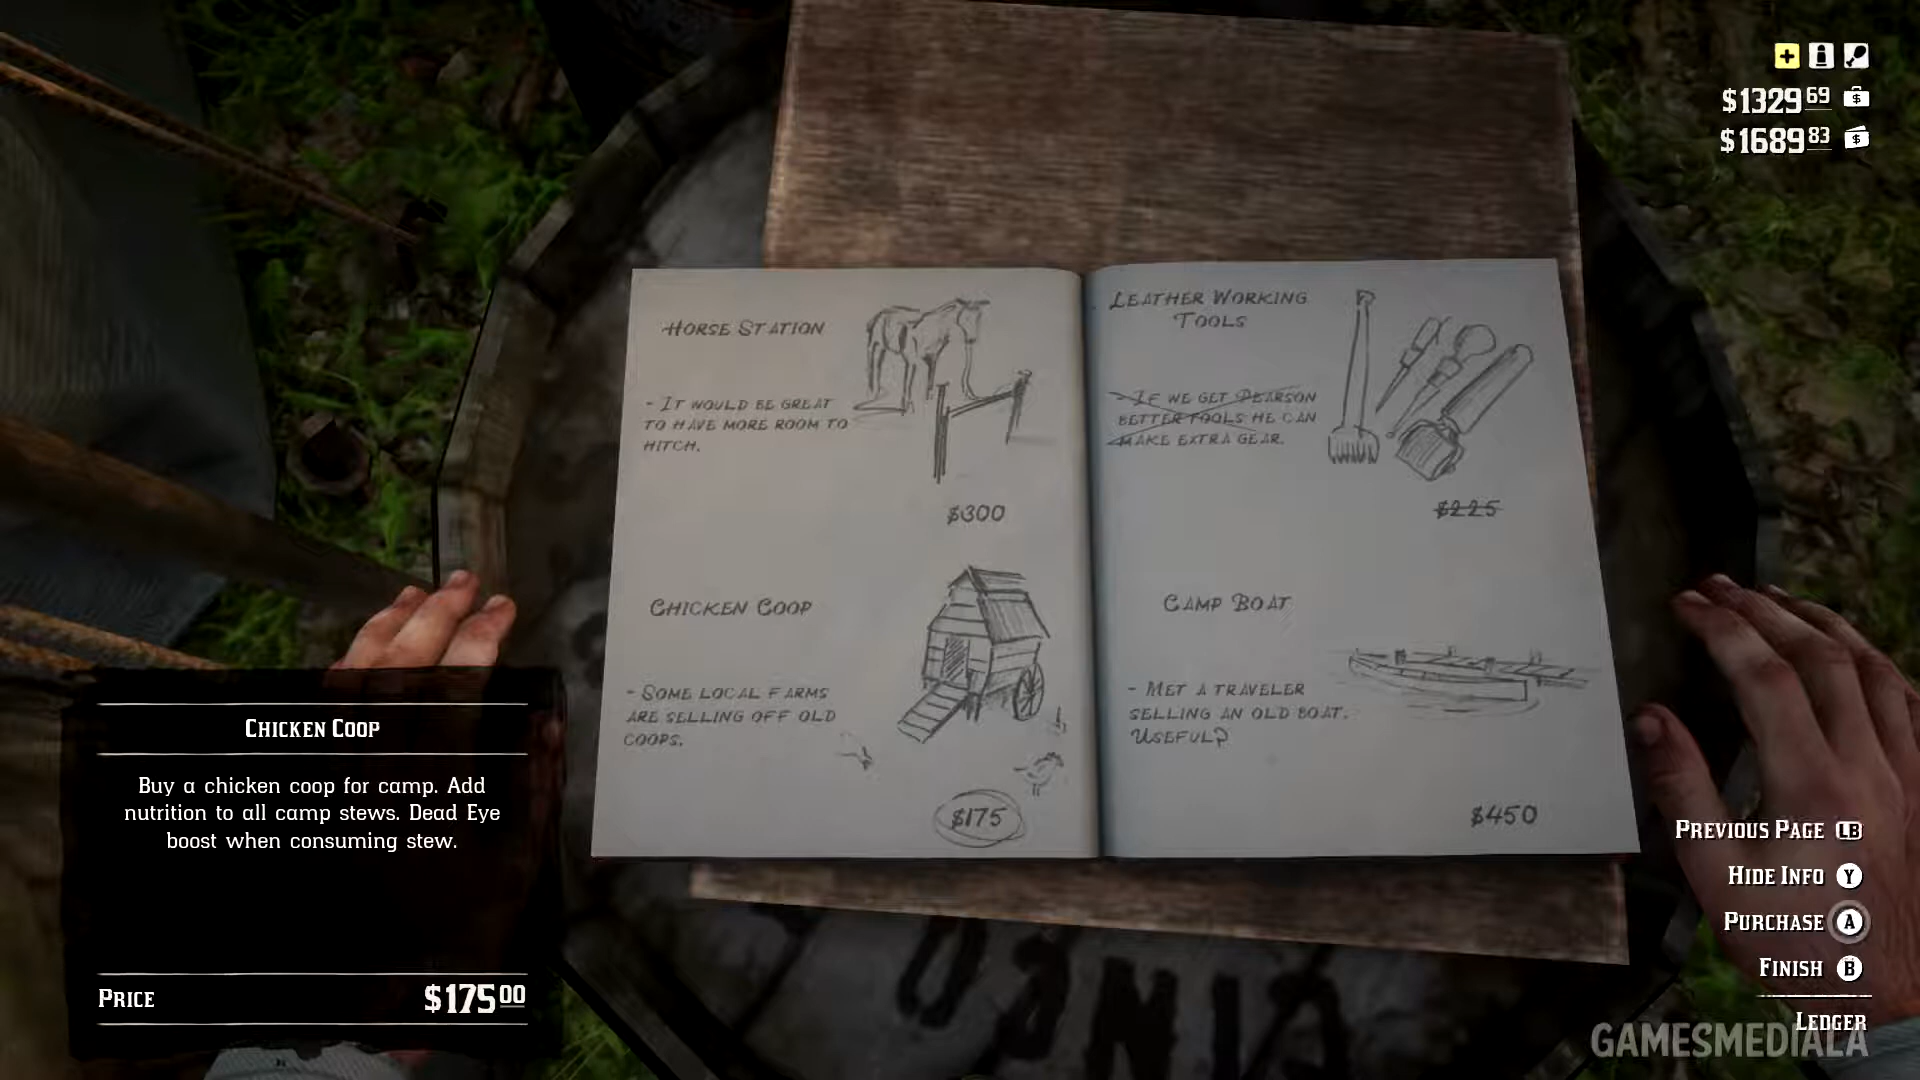 $1329 69
$1689 83
HORSE STATION
- IT WOULD BE GREAT
TO HAVE MORE ROOM TO
HITCH.
$300
CHICKEN COOP
- SOME LOCAL FARMS
ARE SELLING OFF OLD
COOPS.
$175
LEATHER WORKING
TOOLS
- IF WE GET PEARSON
BETTER TOOLS HE CAN
MAKE EXTRA GEAR.
$225
CAMP BOAT
- MET A TRAVELER
SELLING AN OLD BOAT.
USEFUL?
$450
CHICKEN COOP
Buy a chicken coop for camp. Add
nutrition to all camp stews. Dead Eye
boost when consuming stew.
PRICE $175 00
PREVIOUS PAGE LB
HIDE INFO Y
PURCHASE A
FINISH B
LEDGER
GAMESMEDIALA